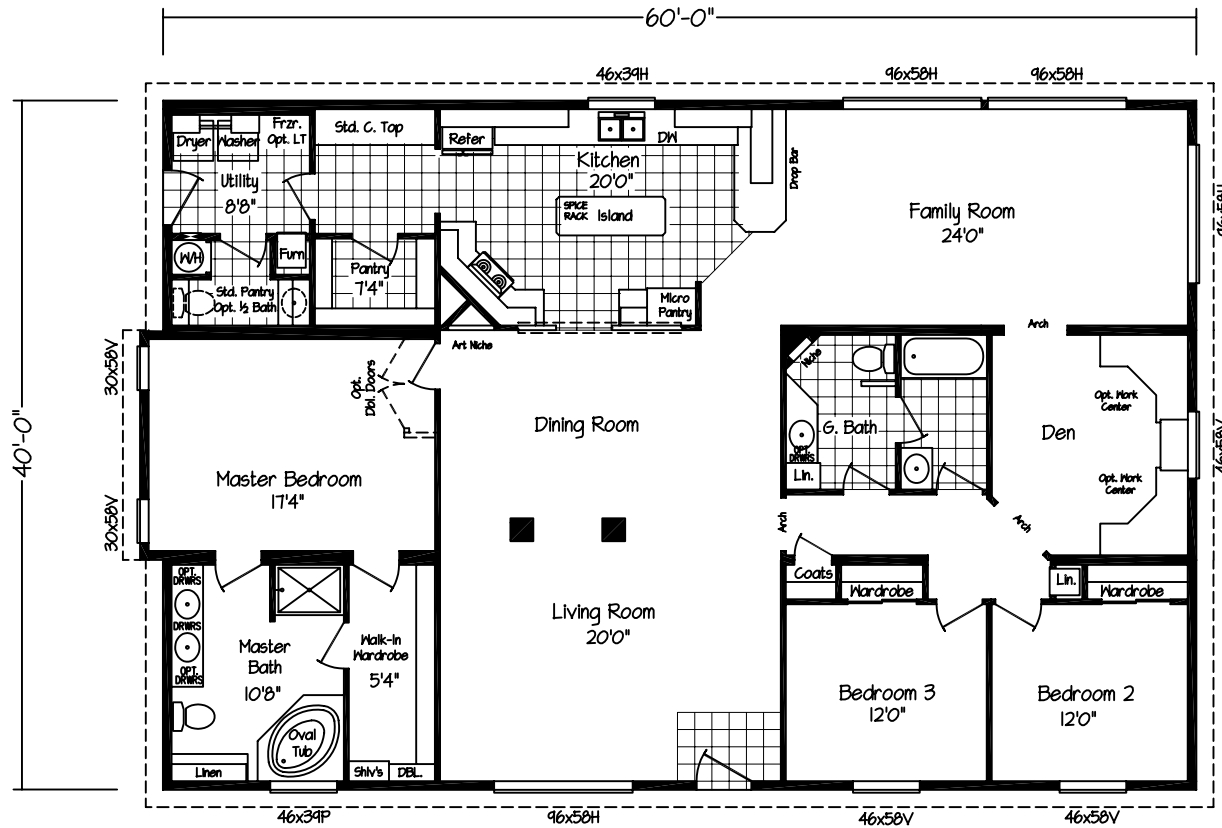 60'-0"
46x39H
96x58H
96x58H
Dryer
Washer
Frzr.
Opt. LT
Std. C. Top
Refer
DW
Kitchen
20'0"
Drop Bar
Utility
8'8"
SPICE
RACK
Island
Family Room
24'0"
W/H
Furn
Pantry
7'4"
Std. Pantry
Opt. ½ Bath
Micro
Pantry
Art Niche
Arch
40'-0"
30x58V
Opt.
Dbl. Doors
Niche
Dining Room
G. Bath
OPT.
DRWRS
Lin.
Opt. Work
Center
Den
Opt. Work
Center
46x58V
Master Bedroom
17'4"
30x58V
Arch
Arch
OPT.
DRWRS
DRWRS
OPT.
DRWRS
Coats
Wardrobe
Lin.
Wardrobe
Living Room
20'0"
Master
Bath
10'8"
Walk-In
Wardrobe
5'4"
Bedroom 3
12'0"
Bedroom 2
12'0"
Oval
Tub
Linen
Shlv's
DBL.
46x39P
96x58H
46x58V
46x58V